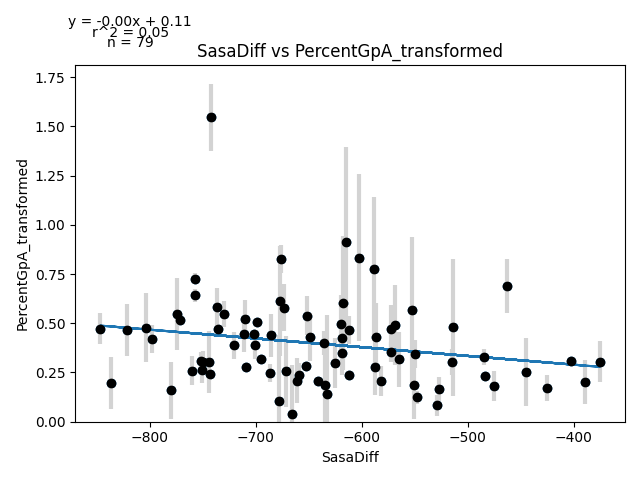 y = -0.00x + 0.11
r^2 = 0.05
n = 79
SasaDiff vs PercentGpA_transformed
1.75
1.50
1.25
1.00
0.75
0.50
0.25
0.00
PercentGpA_transformed
−800 −700 −600 −500 −400
SasaDiff